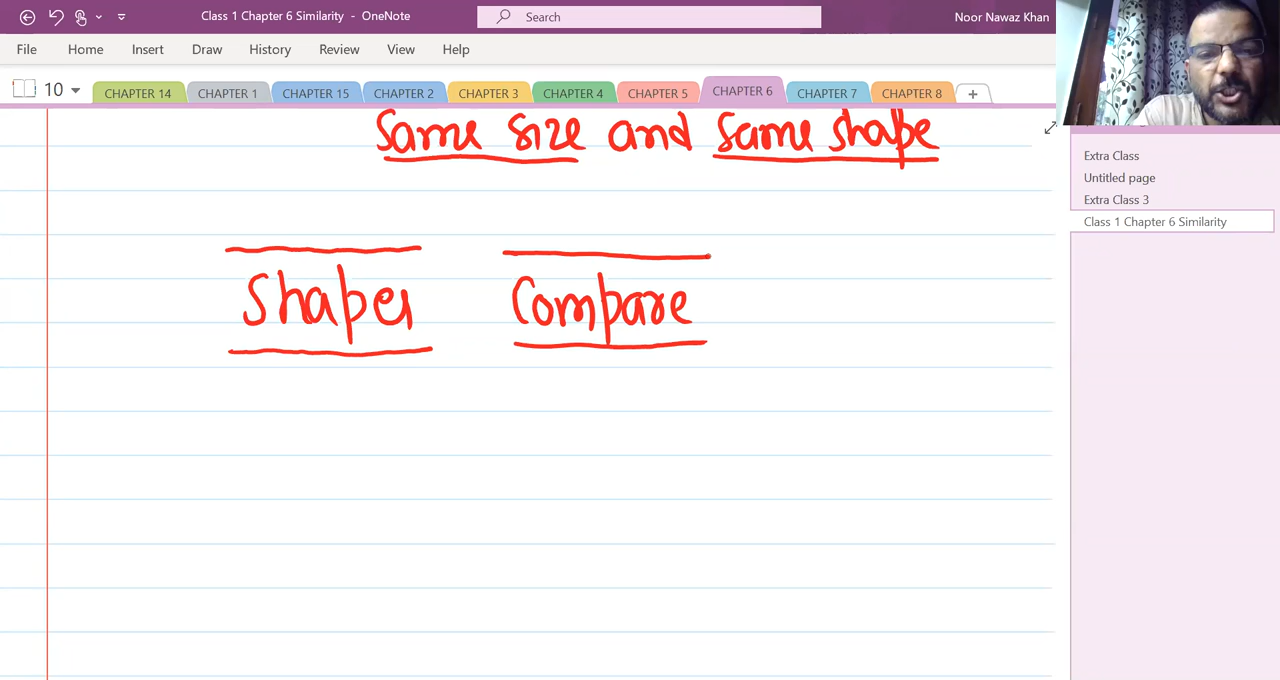 Class 1 Chapter 6 Similarity - OneNote
Search
Noor Nawaz Khan
File Home Insert Draw History Review View Help
10
CHAPTER 14 CHAPTER 1 CHAPTER 15 CHAPTER 2 CHAPTER 3 CHAPTER 4 CHAPTER 5 CHAPTER 6 CHAPTER 7 CHAPTER 8 +
Same size and same shape
Shapes Compare
Extra Class
Untitled page
Extra Class 3
Class 1 Chapter 6 Similarity